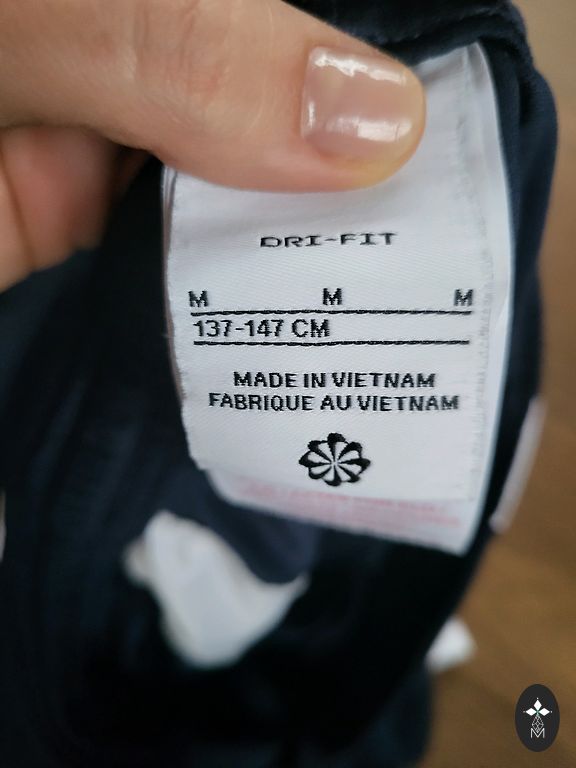 DRI-FIT
M M M
137-147 CM
MADE IN VIETNAM
FABRIQUE AU VIETNAM
M